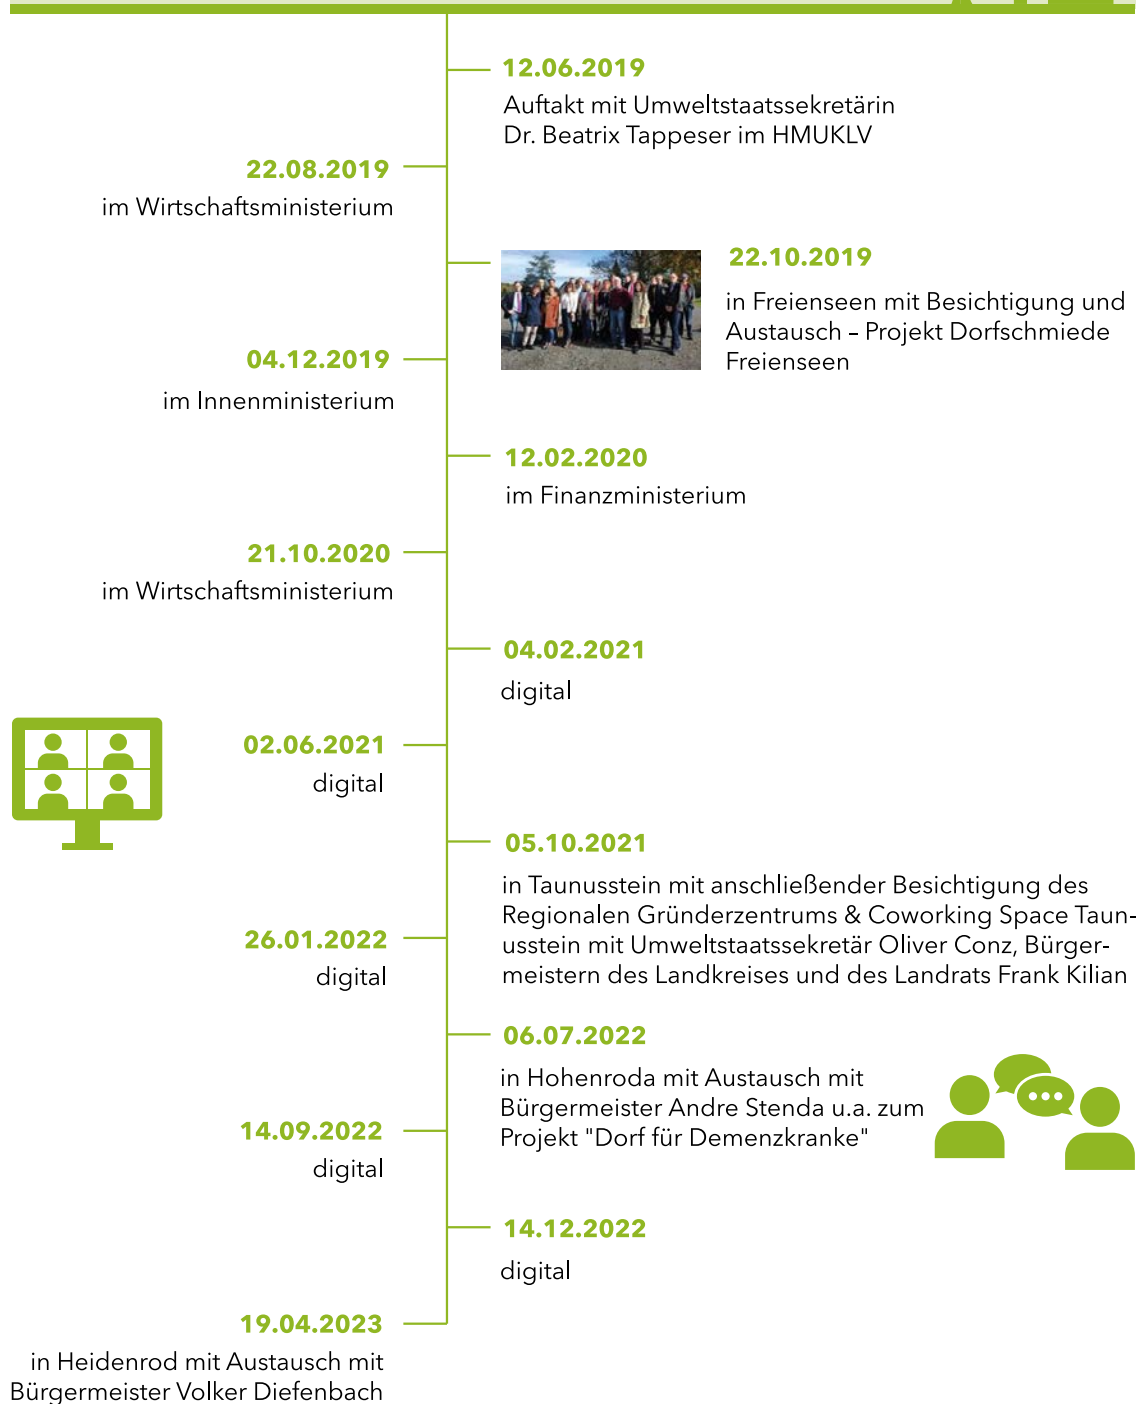 12.06.2019
Auftakt mit Umweltstaatssekretärin
Dr. Beatrix Tappeser im HMUKLV
22.08.2019
im Wirtschaftsministerium
22.10.2019
in Freienseen mit Besichtigung und
Austausch – Projekt Dorfschmiede
Freienseen
04.12.2019
im Innenministerium
12.02.2020
im Finanzministerium
21.10.2020
im Wirtschaftsministerium
04.02.2021
digital
02.06.2021
digital
05.10.2021
in Taunusstein mit anschließender Besichtigung des
Regionalen Gründerzentrums & Coworking Space Taun-
usstein mit Umweltstaatssekretär Oliver Conz, Bürger-
meistern des Landkreises und des Landrats Frank Kilian
26.01.2022
digital
06.07.2022
in Hohenroda mit Austausch mit
Bürgermeister Andre Stenda u.a. zum
Projekt "Dorf für Demenzkranke"
14.09.2022
digital
14.12.2022
digital
19.04.2023
in Heidenrod mit Austausch mit
Bürgermeister Volker Diefenbach